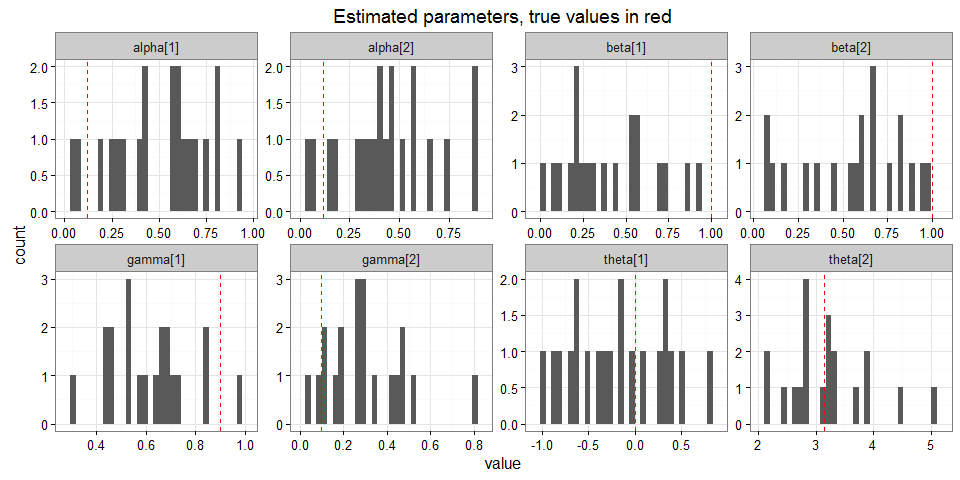 Estimated parameters, true values in red
alpha[1] alpha[2] beta[1] beta[2]
2.0 2.0 3 3
1.5 1.5 2 2
1.0 1.0 1 1
0.5 0.5
0.0 0.0 0 0
0.00 0.25 0.50 0.75 1.00 0.00 0.25 0.50 0.75 0.00 0.25 0.50 0.75 1.00 0.00 0.25 0.50 0.75 1.00
count
gamma[1] gamma[2] theta[1] theta[2]
3 3 2.0 4
2 2 1.5 3
1 1 1.0 2
0.5 1
0 0 0.0 0
0.4 0.6 0.8 1.0 0.0 0.2 0.4 0.6 0.8 -1.0 -0.5 0.0 0.5 2 3 4 5
value